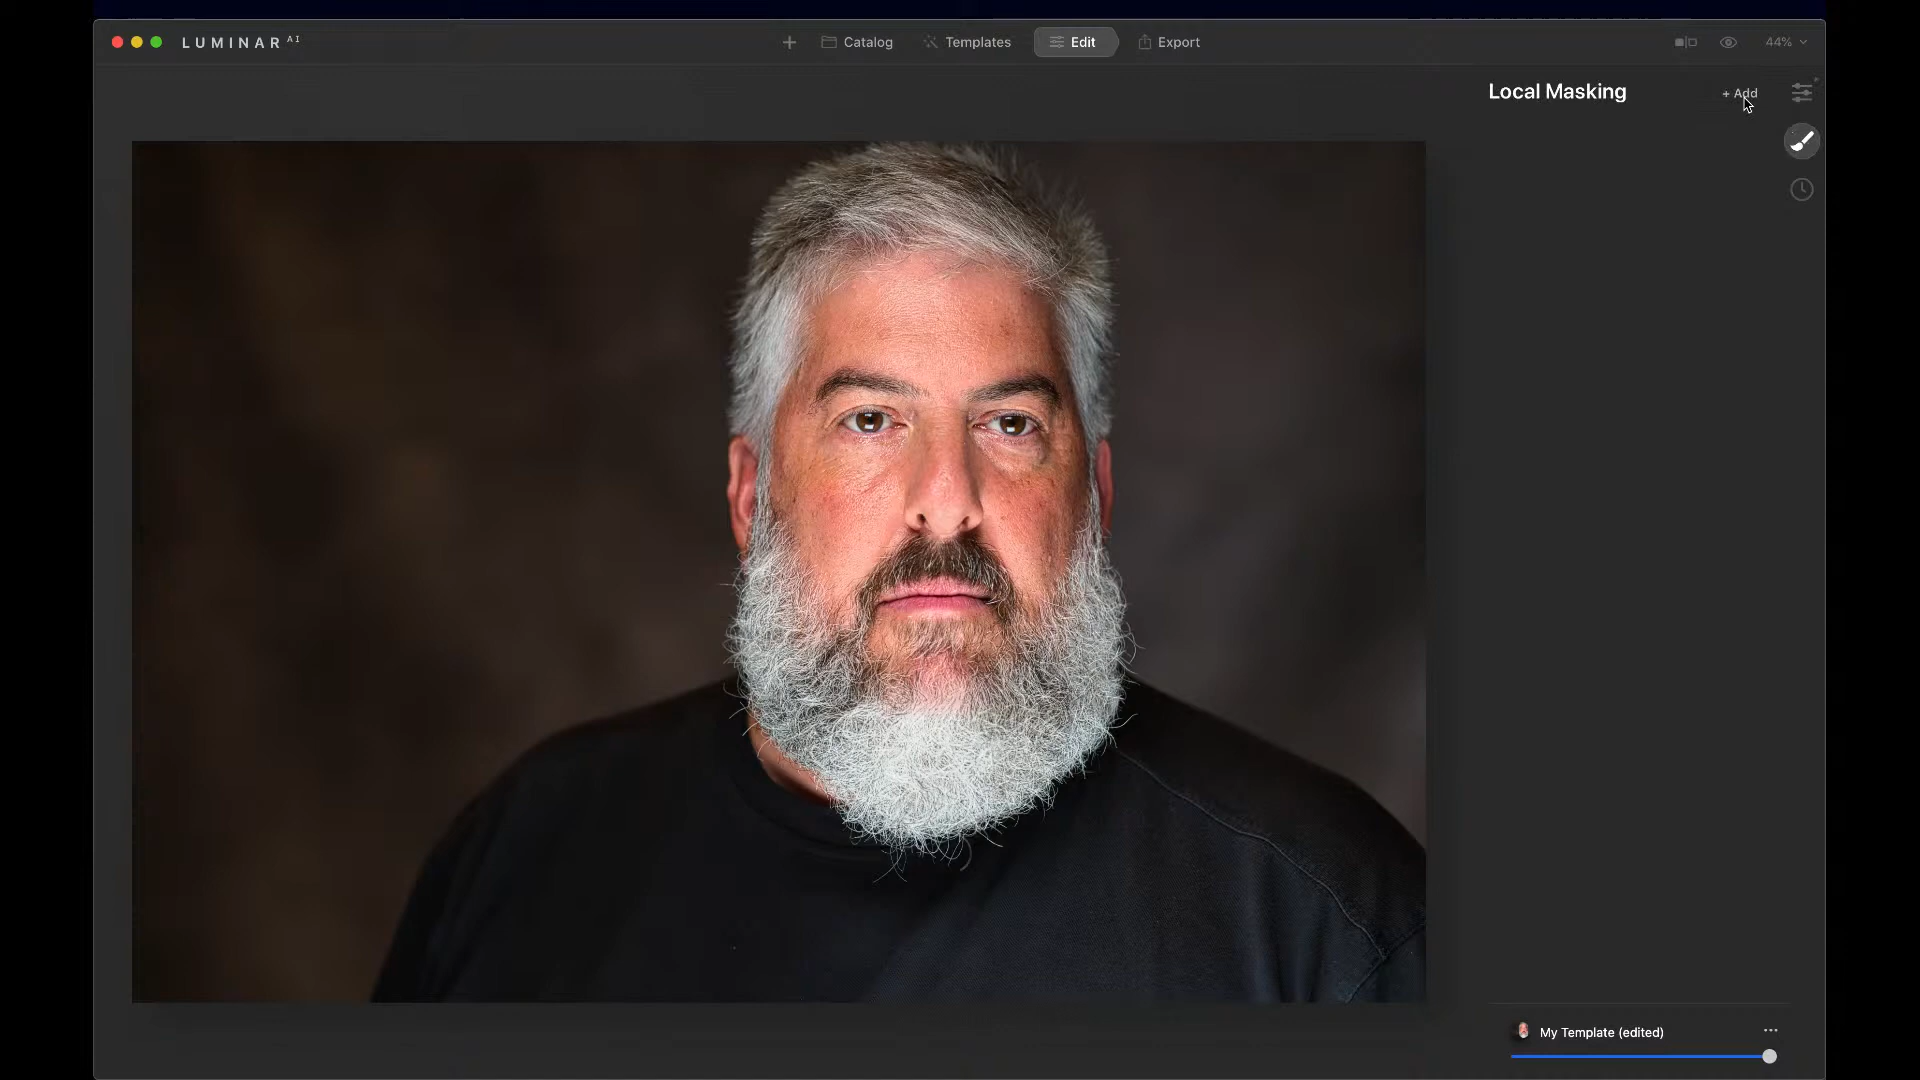 LUMINAR AI
Catalog
Templates
Edit
Export
44%
Local Masking
+ Add
My Template (edited)